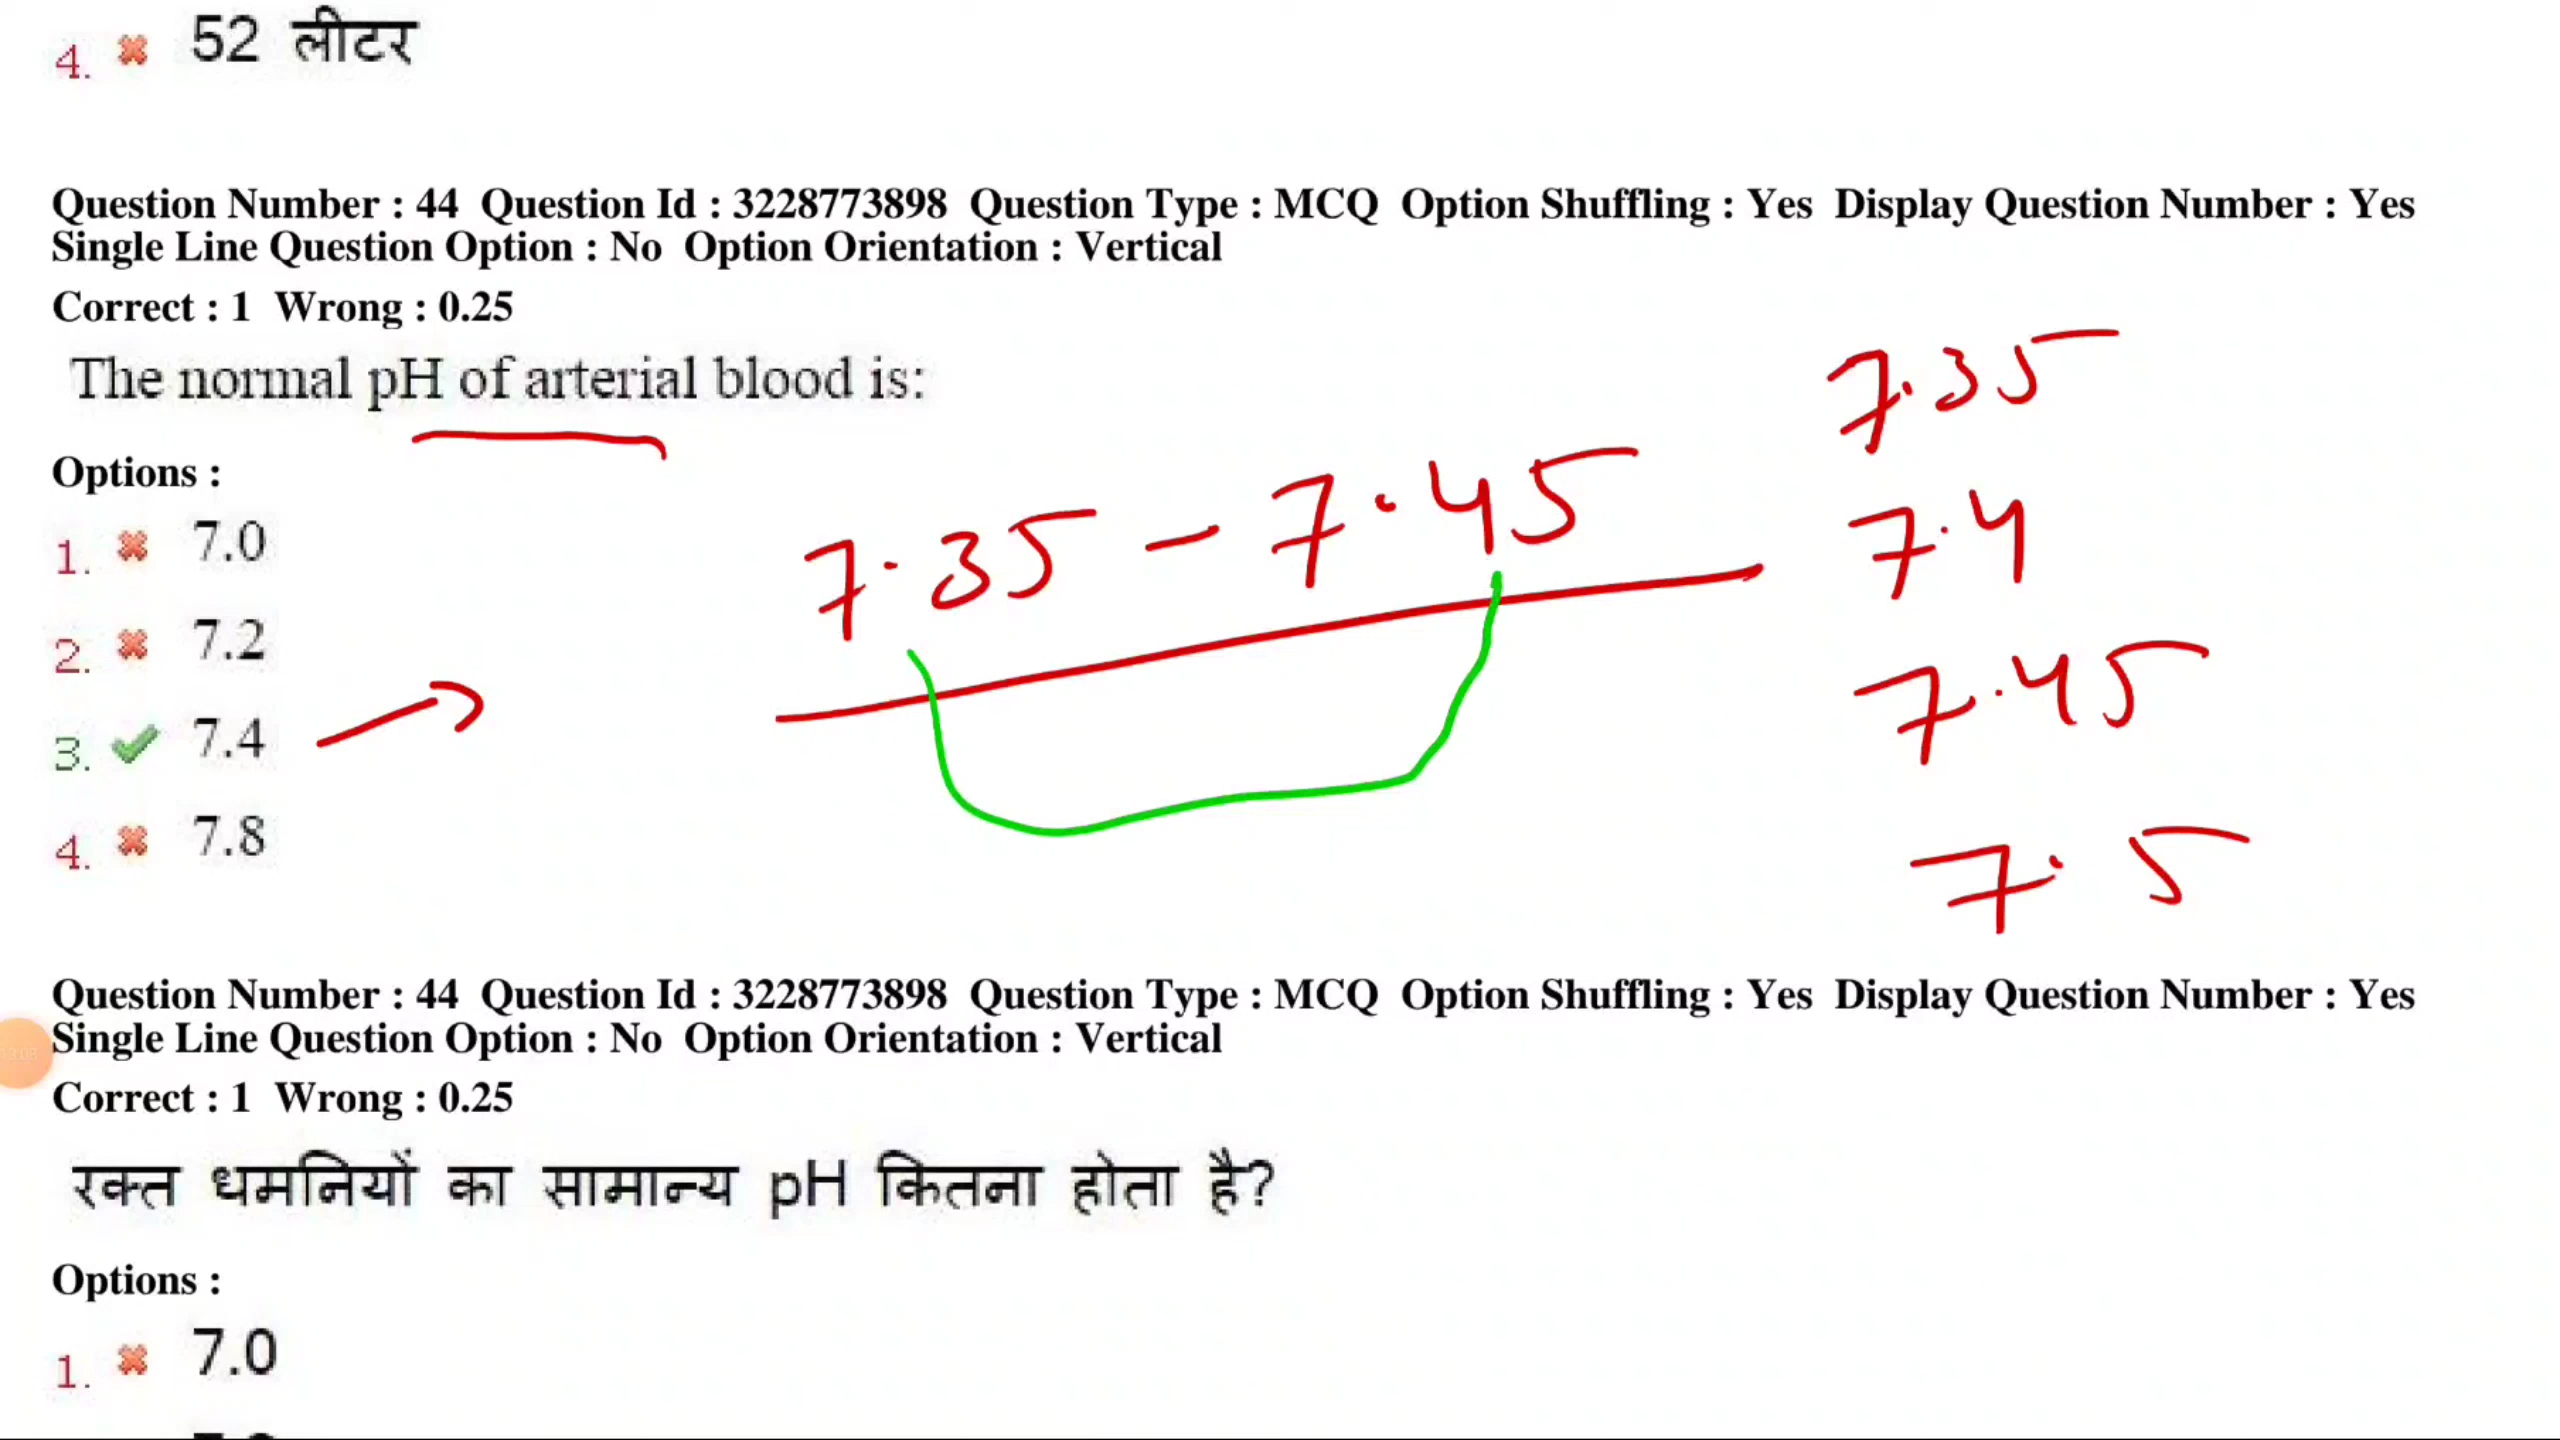 4. 52 लीटर
Question Number : 44 Question Id : 3228773898 Question Type : MCQ Option Shuffling : Yes Display Question Number : Yes
Single Line Question Option : No Option Orientation : Vertical
Correct : 1 Wrong : 0.25
The normal pH of arterial blood is:
Options :
1. 7.0
2. 7.2
3. 7.4
4. 7.8
7.35 - 7.45
7.35
7.4
7.45
7.5
Question Number : 44 Question Id : 3228773898 Question Type : MCQ Option Shuffling : Yes Display Question Number : Yes
Single Line Question Option : No Option Orientation : Vertical
Correct : 1 Wrong : 0.25
रक्त धमनियों का सामान्य pH कितना होता है?
Options :
1. 7.0